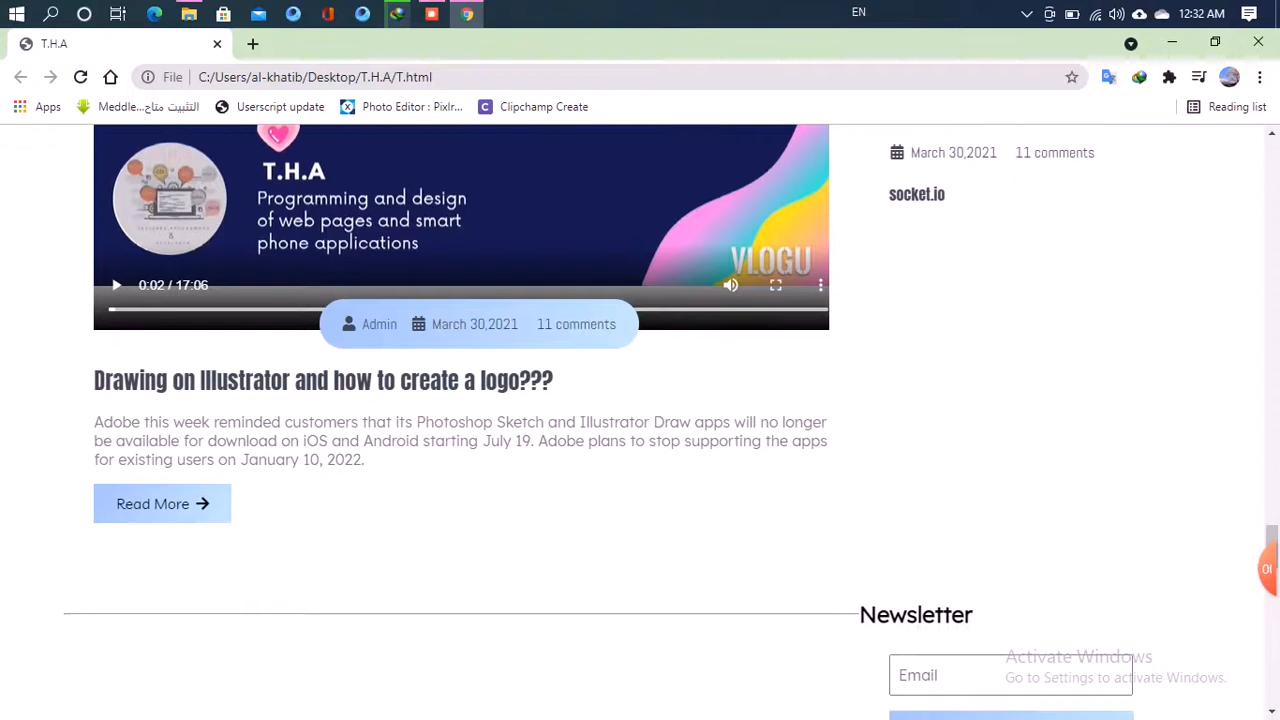 EN
12:32 AM
T.H.A
File
C:/Users/al-khatib/Desktop/T.H.A/T.html
Apps
Meddle...التثبيت متاح
Userscript update
Photo Editor : Pixlr...
Clipchamp Create
Reading list
T.H.A
Programming and design
of web pages and smart
phone applications
VLOGU
0:02 / 17:06
Admin
March 30,2021
11 comments
March 30,2021
11 comments
socket.io
Drawing on Illustrator and how to create a logo???
Adobe this week reminded customers that its Photoshop Sketch and Illustrator Draw apps will no longer
be available for download on iOS and Android starting July 19. Adobe plans to stop supporting the apps
for existing users on January 10, 2022.
Read More
Newsletter
Email
Activate Windows
Go to Settings to activate Windows.